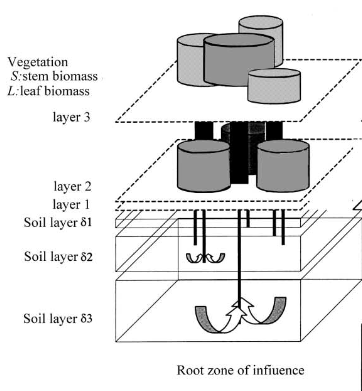 Vegetation
S:stem biomass
L:leaf biomass
layer 3
layer 2
layer 1
Soil layer δ1
Soil layer δ2
Soil layer δ3
Root zone of infiuence